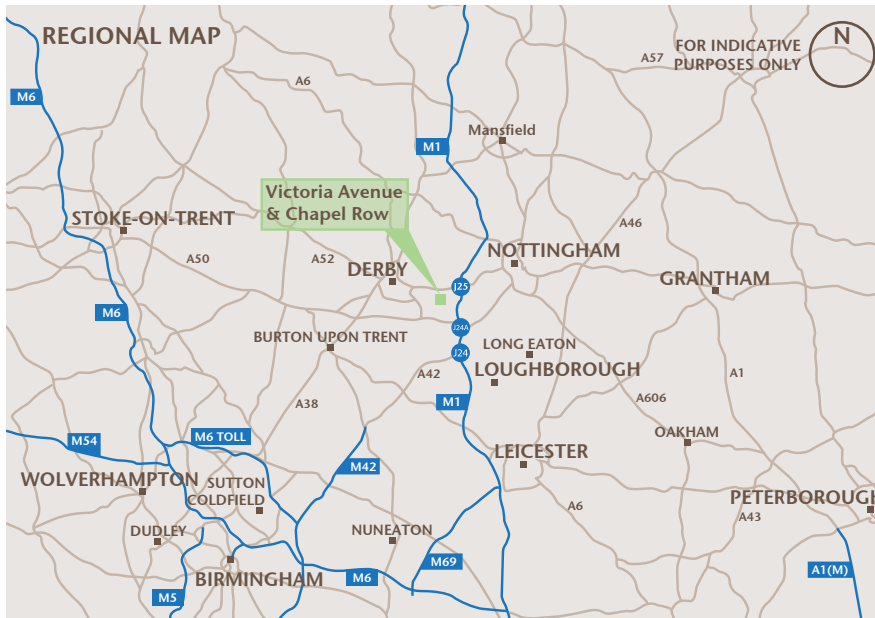 REGIONAL MAP
N
FOR INDICATIVE
PURPOSES ONLY
A57
A6
M6
Mansfield
M1
Victoria Avenue
& Chapel Row
STOKE-ON-TRENT
A46
NOTTINGHAM
A50
A52
DERBY
GRANTHAM
J25
M6
J24A
BURTON UPON TRENT
LONG EATON
J24
A42
LOUGHBOROUGH
A1
A38
M1
A606
M54
M6 TOLL
OAKHAM
LEICESTER
M42
WOLVERHAMPTON
SUTTON
COLDFIELD
PETERBOROUGH
A6
A43
DUDLEY
NUNEATON
M69
A1(M)
BIRMINGHAM
M6
M5